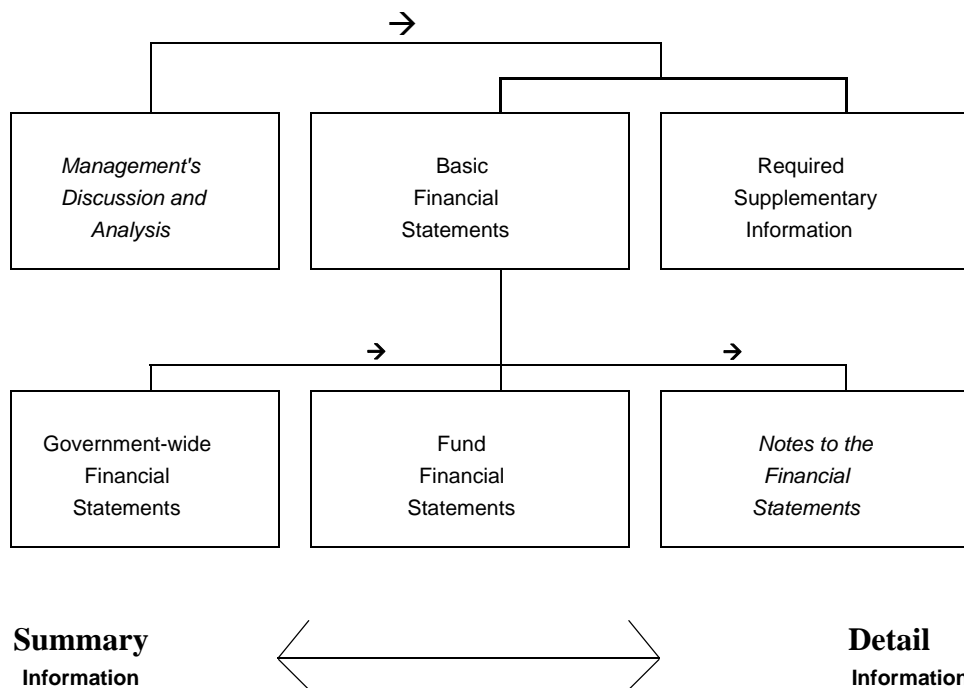 →
Management's
Discussion and
Analysis
Basic
Financial
Statements
Required
Supplementary
Information
→
→
Government-wide
Financial
Statements
Fund
Financial
Statements
Notes to the
Financial
Statements
Summary
Information
Detail
Information